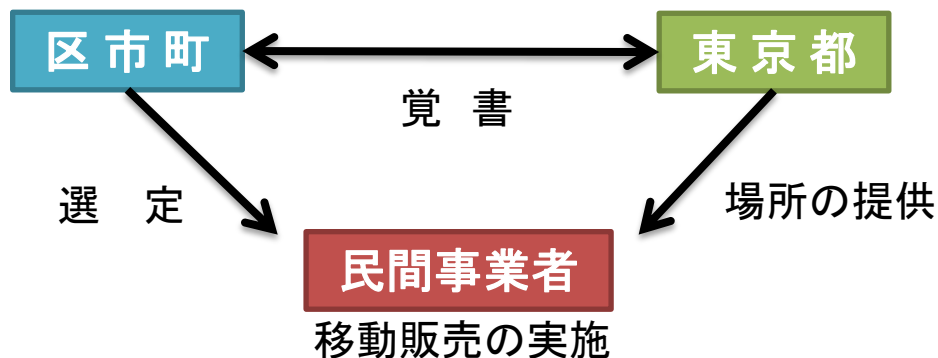 区市町
東京都
覚書
選定
場所の提供
民間事業者
移動販売の実施